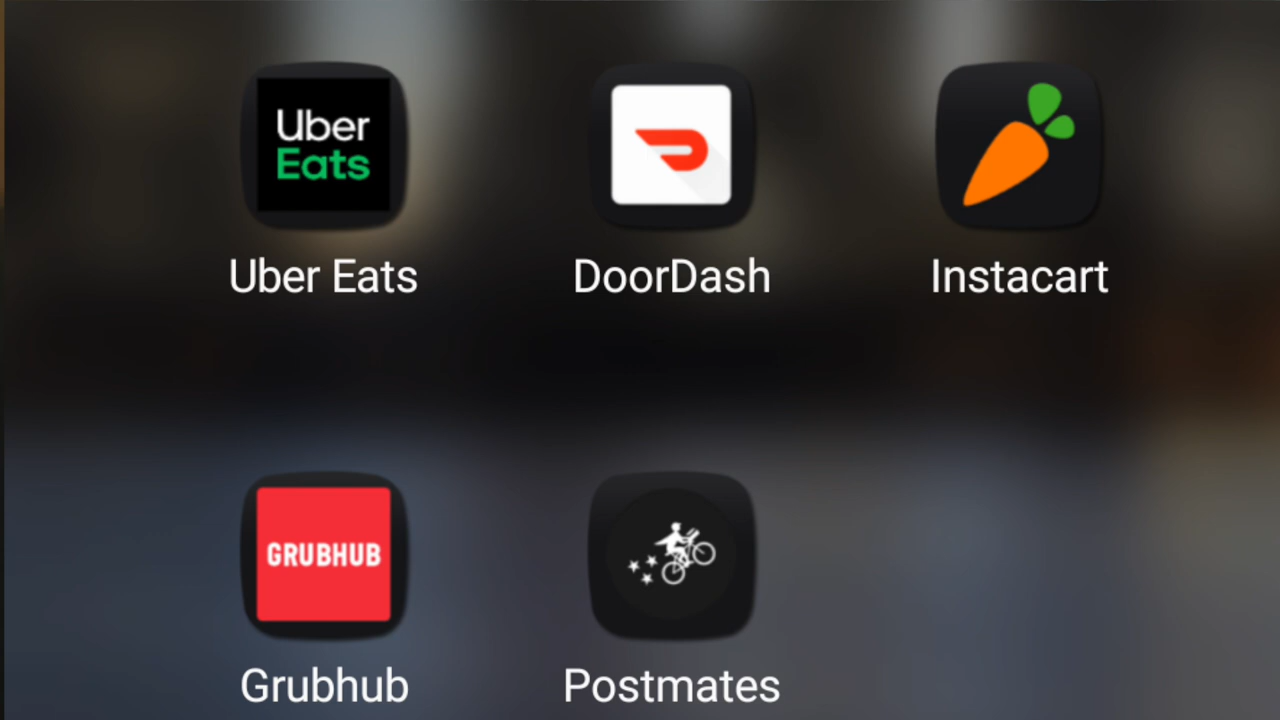 Uber
Eats
Uber Eats
DoorDash
Instacart
GRUBHUB
Grubhub
Postmates